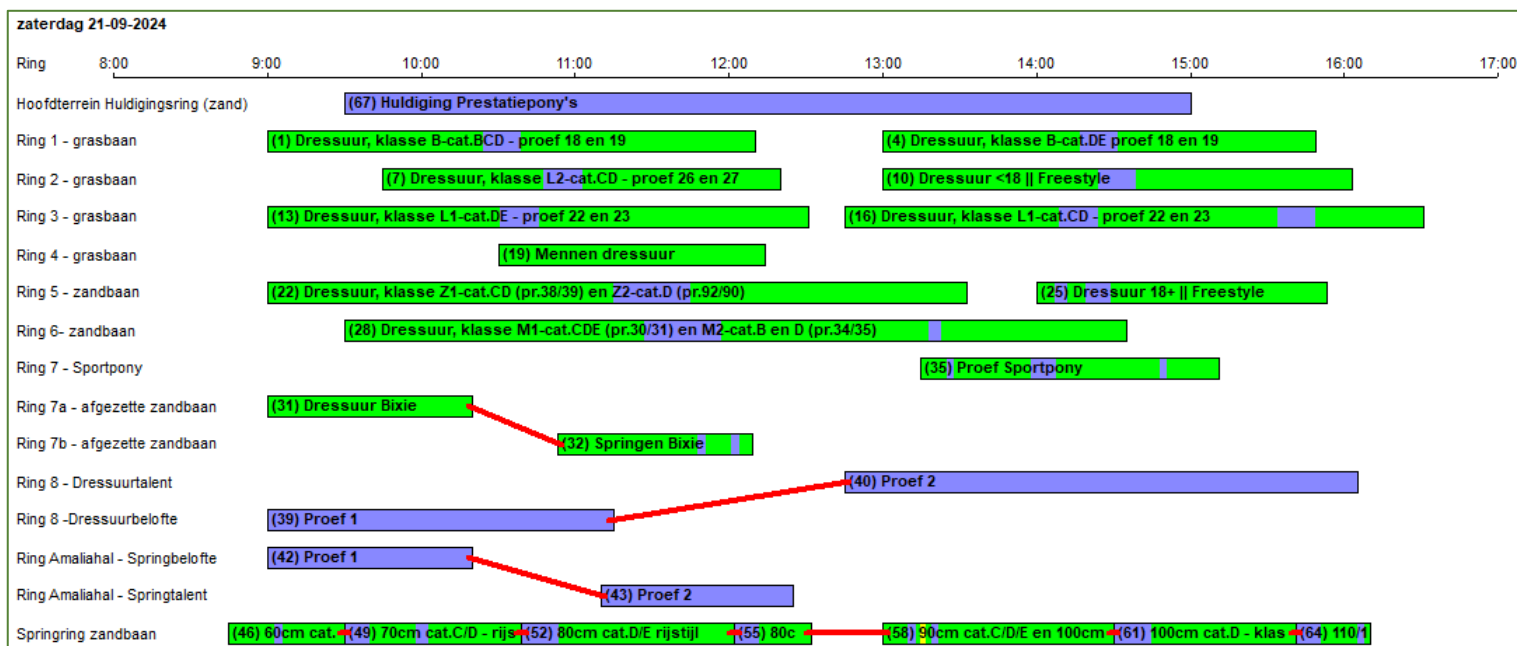 zaterdag 21-09-2024
Ring 8:00 9:00 10:00 11:00 12:00 13:00 14:00 15:00 16:00 17:00
Hoofdterrein Huldigingsring (zand) (67) Huldiging Prestatiepony's
Ring 1 - grasbaan (1) Dressuur, klasse B-cat.BCD - proef 18 en 19 (4) Dressuur, klasse B-cat.DE proef 18 en 19
Ring 2 - grasbaan (7) Dressuur, klasse L2-cat.CD - proef 26 en 27 (10) Dressuur <18 || Freestyle
Ring 3 - grasbaan (13) Dressuur, klasse L1-cat.DE - proef 22 en 23 (16) Dressuur, klasse L1-cat.CD - proef 22 en 23
Ring 4 - grasbaan (19) Mennen dressuur
Ring 5 - zandbaan (22) Dressuur, klasse Z1-cat.CD (pr.38/39) en Z2-cat.D (pr.92/90) (25) Dressuur 18+ || Freestyle
Ring 6- zandbaan (28) Dressuur, klasse M1-cat.CDE (pr.30/31) en M2-cat.B en D (pr.34/35)
Ring 7 - Sportpony (35) Proef Sportpony
Ring 7a - afgezette zandbaan (31) Dressuur Bixie
Ring 7b - afgezette zandbaan (32) Springen Bixie
Ring 8 - Dressuurtalent (40) Proef 2
Ring 8 -Dressuurbelofte (39) Proef 1
Ring Amaliahal - Springbelofte (42) Proef 1
Ring Amaliahal - Springtalent (43) Proef 2
Springring zandbaan (46) 60cm cat. (49) 70cm cat.C/D - rijs (52) 80cm cat.D/E rijstijl (55) 80c (58) 90cm cat.C/D/E en 100cm (61) 100cm cat.D - klas (64) 110/1